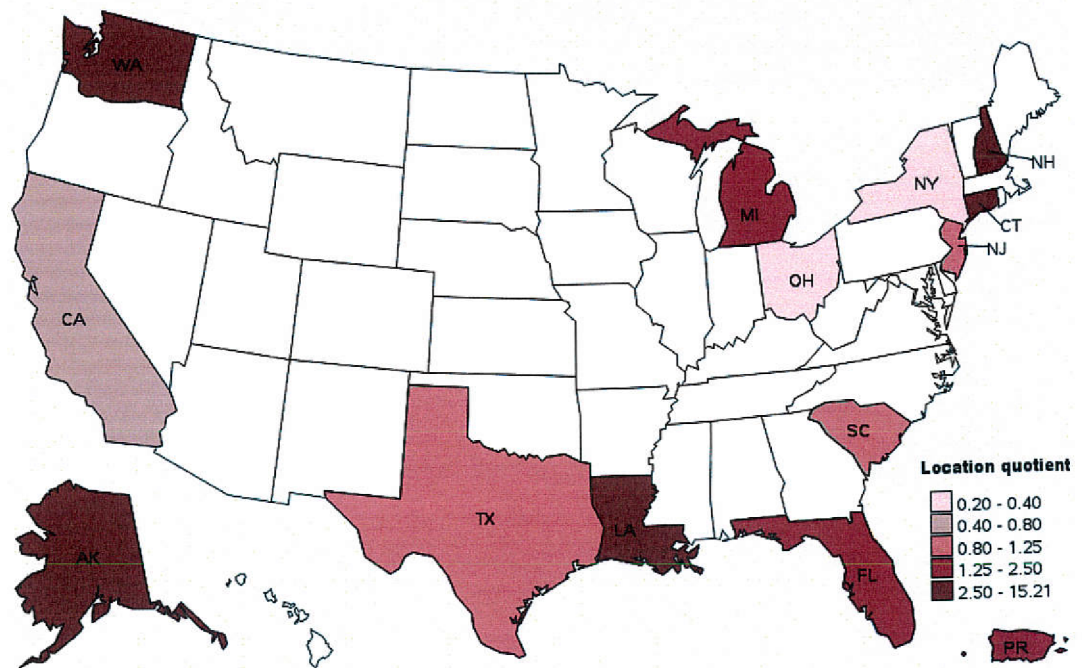 WA
NH
NY
MI
CT
NJ
OH
CA
SC
Location quotient
0.20 - 0.40
0.40 - 0.80
0.80 - 1.25
1.25 - 2.50
2.50 - 15.21
TX
LA
AK
FL
PR